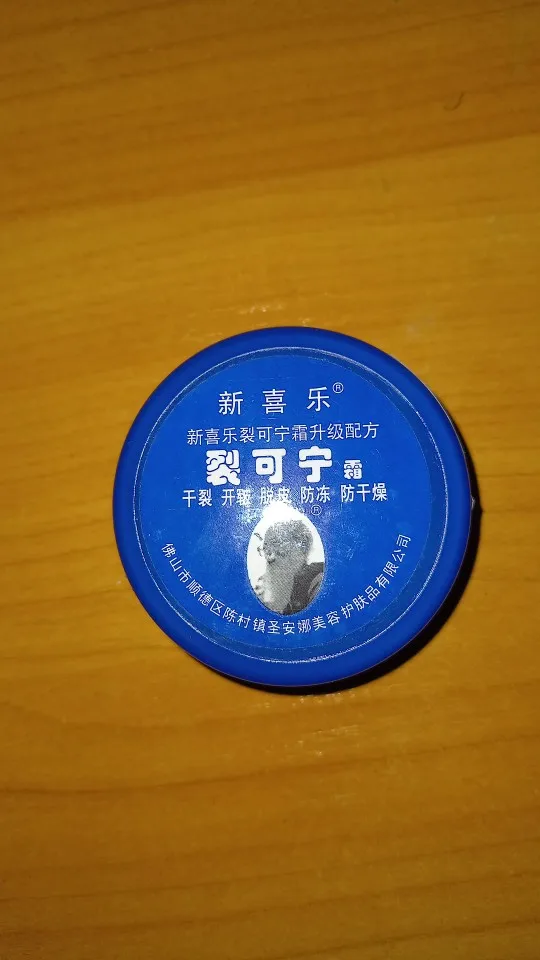 新喜乐®
新喜乐裂可宁霜升级配方
裂可宁霜
干裂 开皲 脱皮 防冻 防干燥
®
佛山市顺德区陈村镇圣安娜美容护肤品有限公司